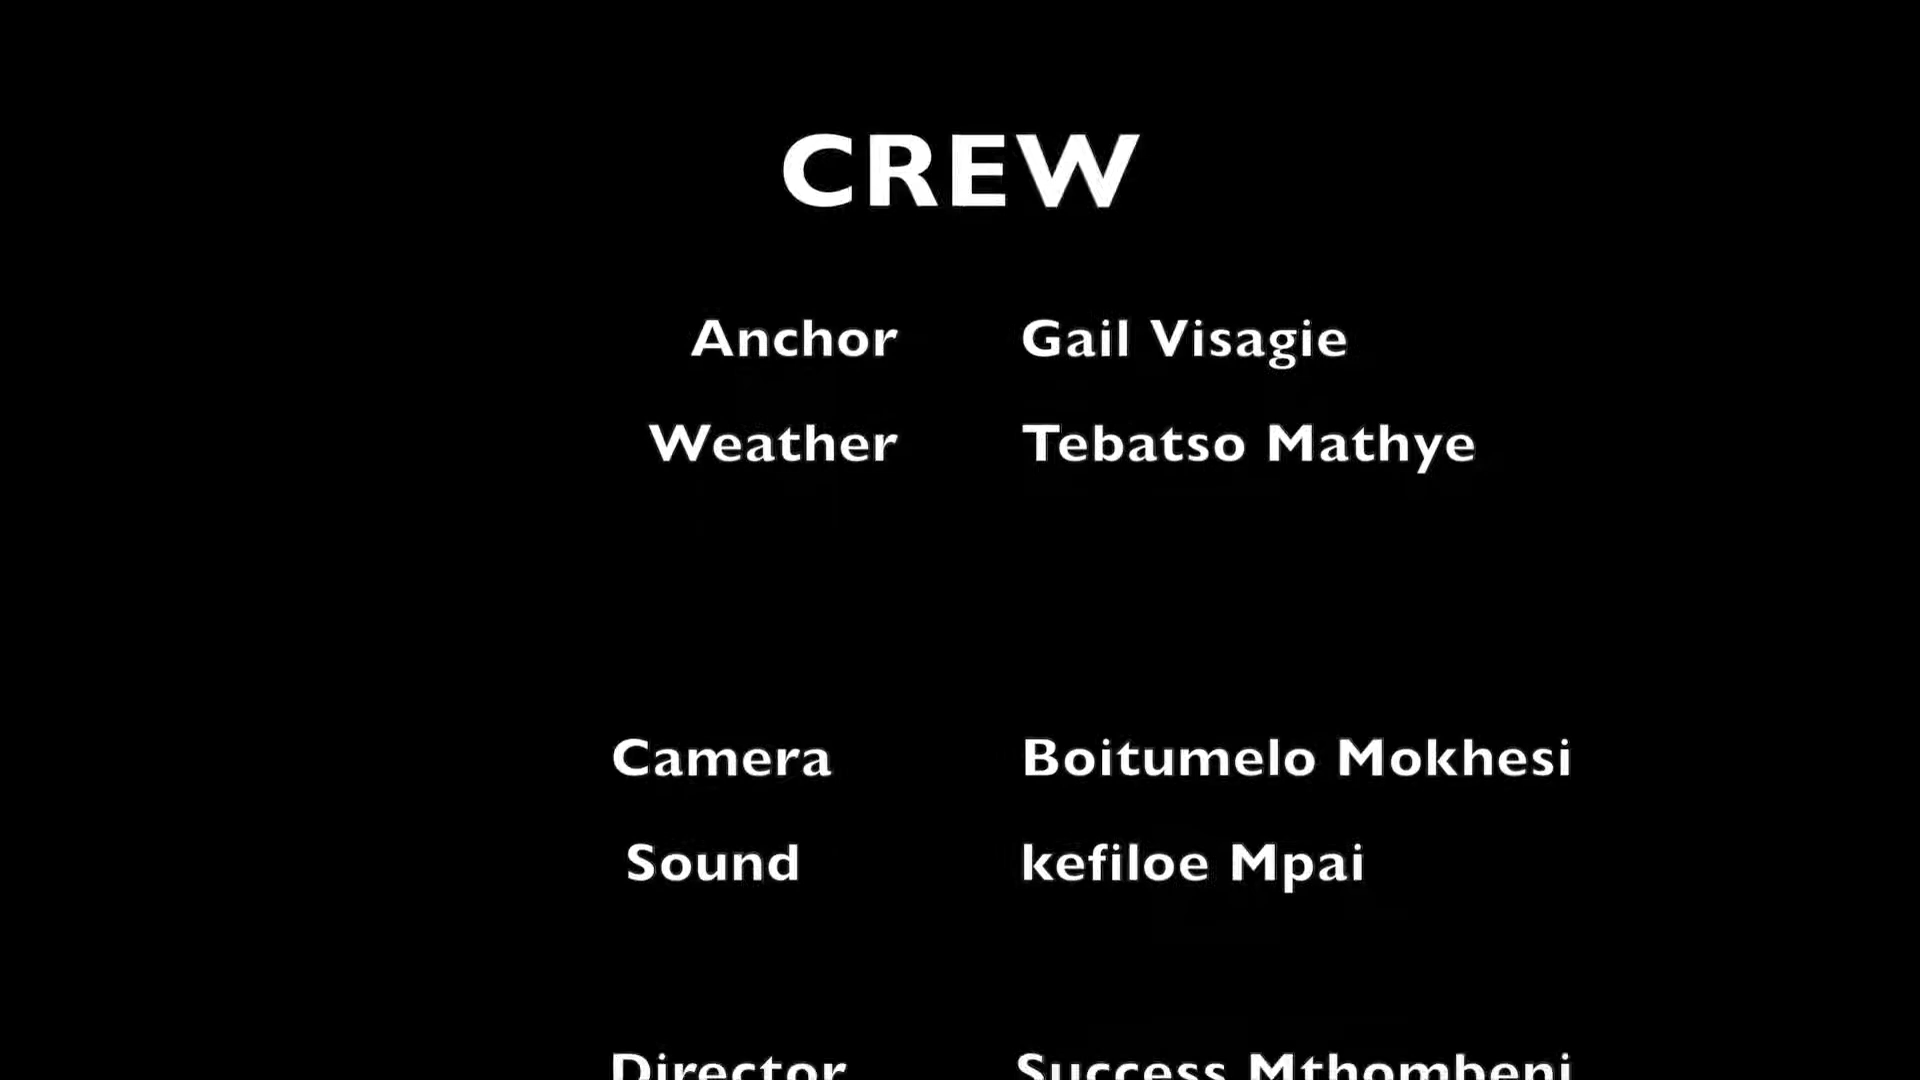 CREW
Anchor Gail Visagie
Weather Tebatso Mathye
Camera Boitumelo Mokhesi
Sound kefiloe Mpai
Director Success Mthombeni